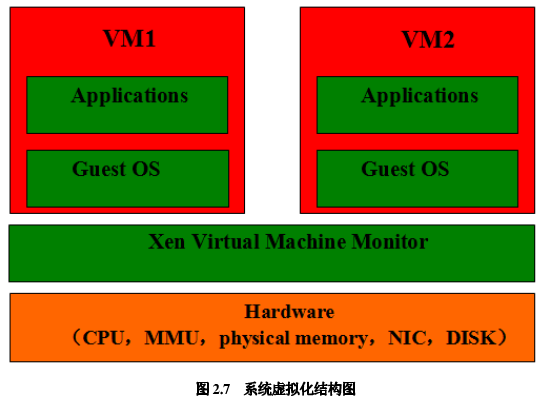 VM1
VM2
Applications
Applications
Guest OS
Guest OS
Xen Virtual Machine Monitor
Hardware
（CPU，MMU，physical memory，NIC，DISK）
图 2.7 系统虚拟化结构图